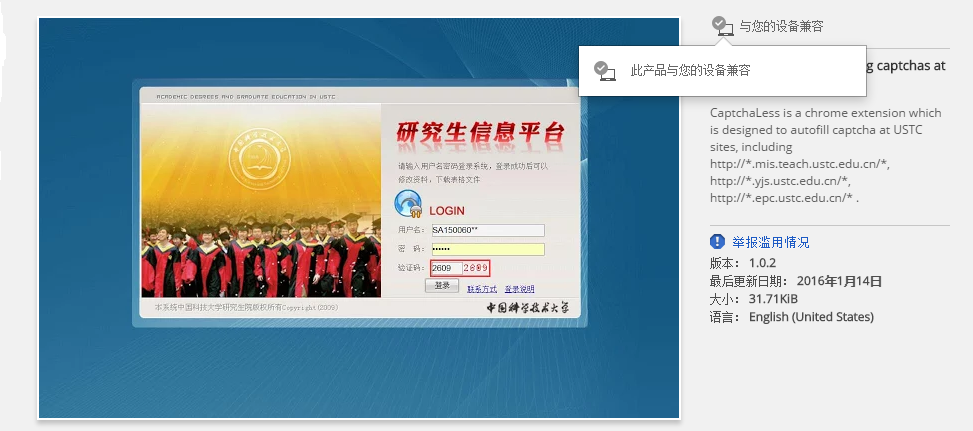 与您的设备兼容
此产品与您的设备兼容
g captchas at
CaptchaLess is a chrome extension which
is designed to autofill captcha at USTC
sites, including
http://*.mis.teach.ustc.edu.cn/*,
http://*.yjs.ustc.edu.cn/*,
http://*.epc.ustc.edu.cn/* .
举报滥用情况
版本： 1.0.2
最后更新日期： 2016年1月14日
大小： 31.71KiB
语言： English (United States)
ACADEMIC DEGREES AND GRADUATE EDUCATION IN USTC
研究生信息平台
请输入用户名密码登录系统，登录成功后可以
修改资料，下载表格文件
LOGIN
用户名： SA150060**
密 码： ••••••
验证码： 2609 2609
登录 联系方式 登录说明
本系统中国科技大学研究生院版权所有Copyright(2009)
中国科学技术大学